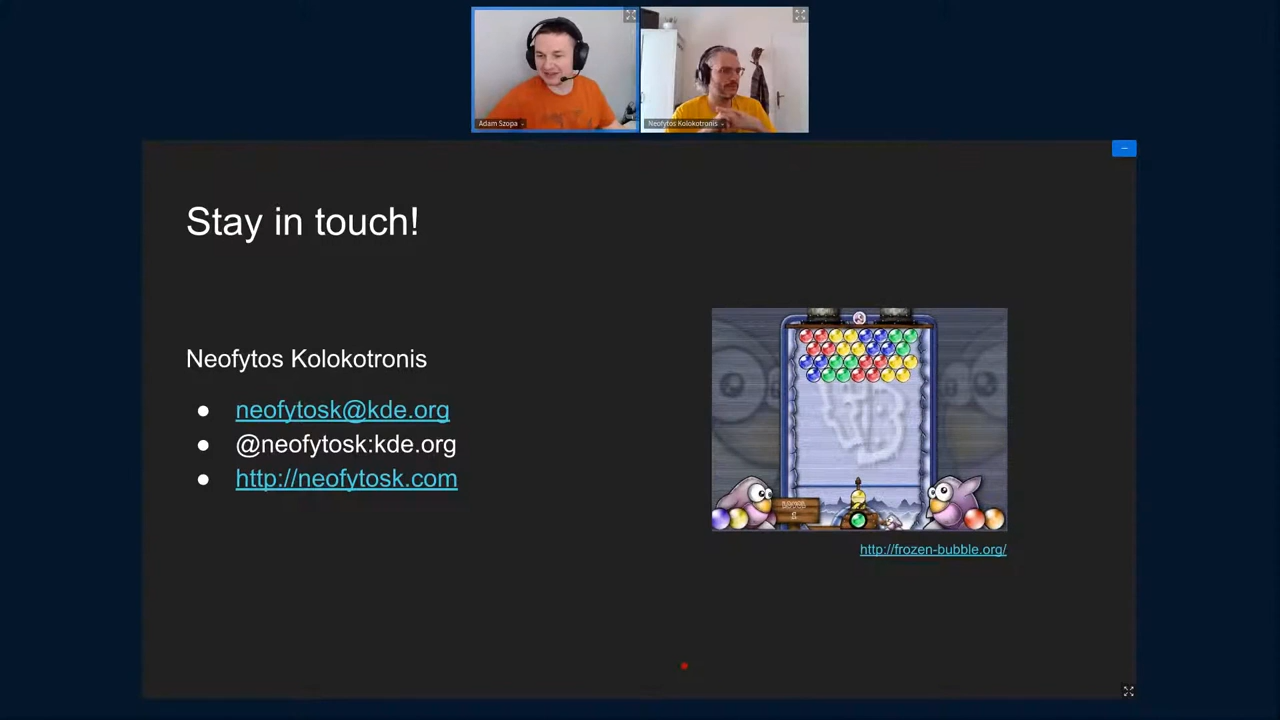 Adam Szopa
Neofytos Kolokotronis
Stay in touch!
Neofytos Kolokotronis
neofytosk@kde.org
@neofytosk:kde.org
http://neofytosk.com
http://frozen-bubble.org/